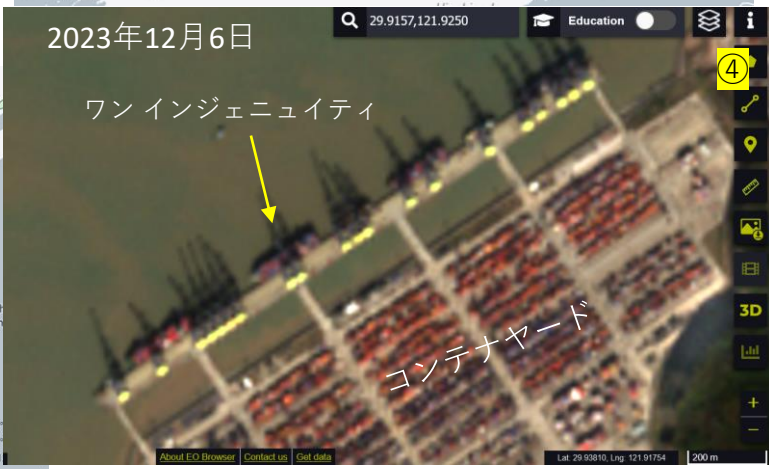 2023年12月6日
29.9157,121.9250
Education
④
ワン インジェニュイティ
3D
コンテナヤード
About EO Browser
Contact us
Get data
Lat: 29.93810, Lng: 121.91754
200 m